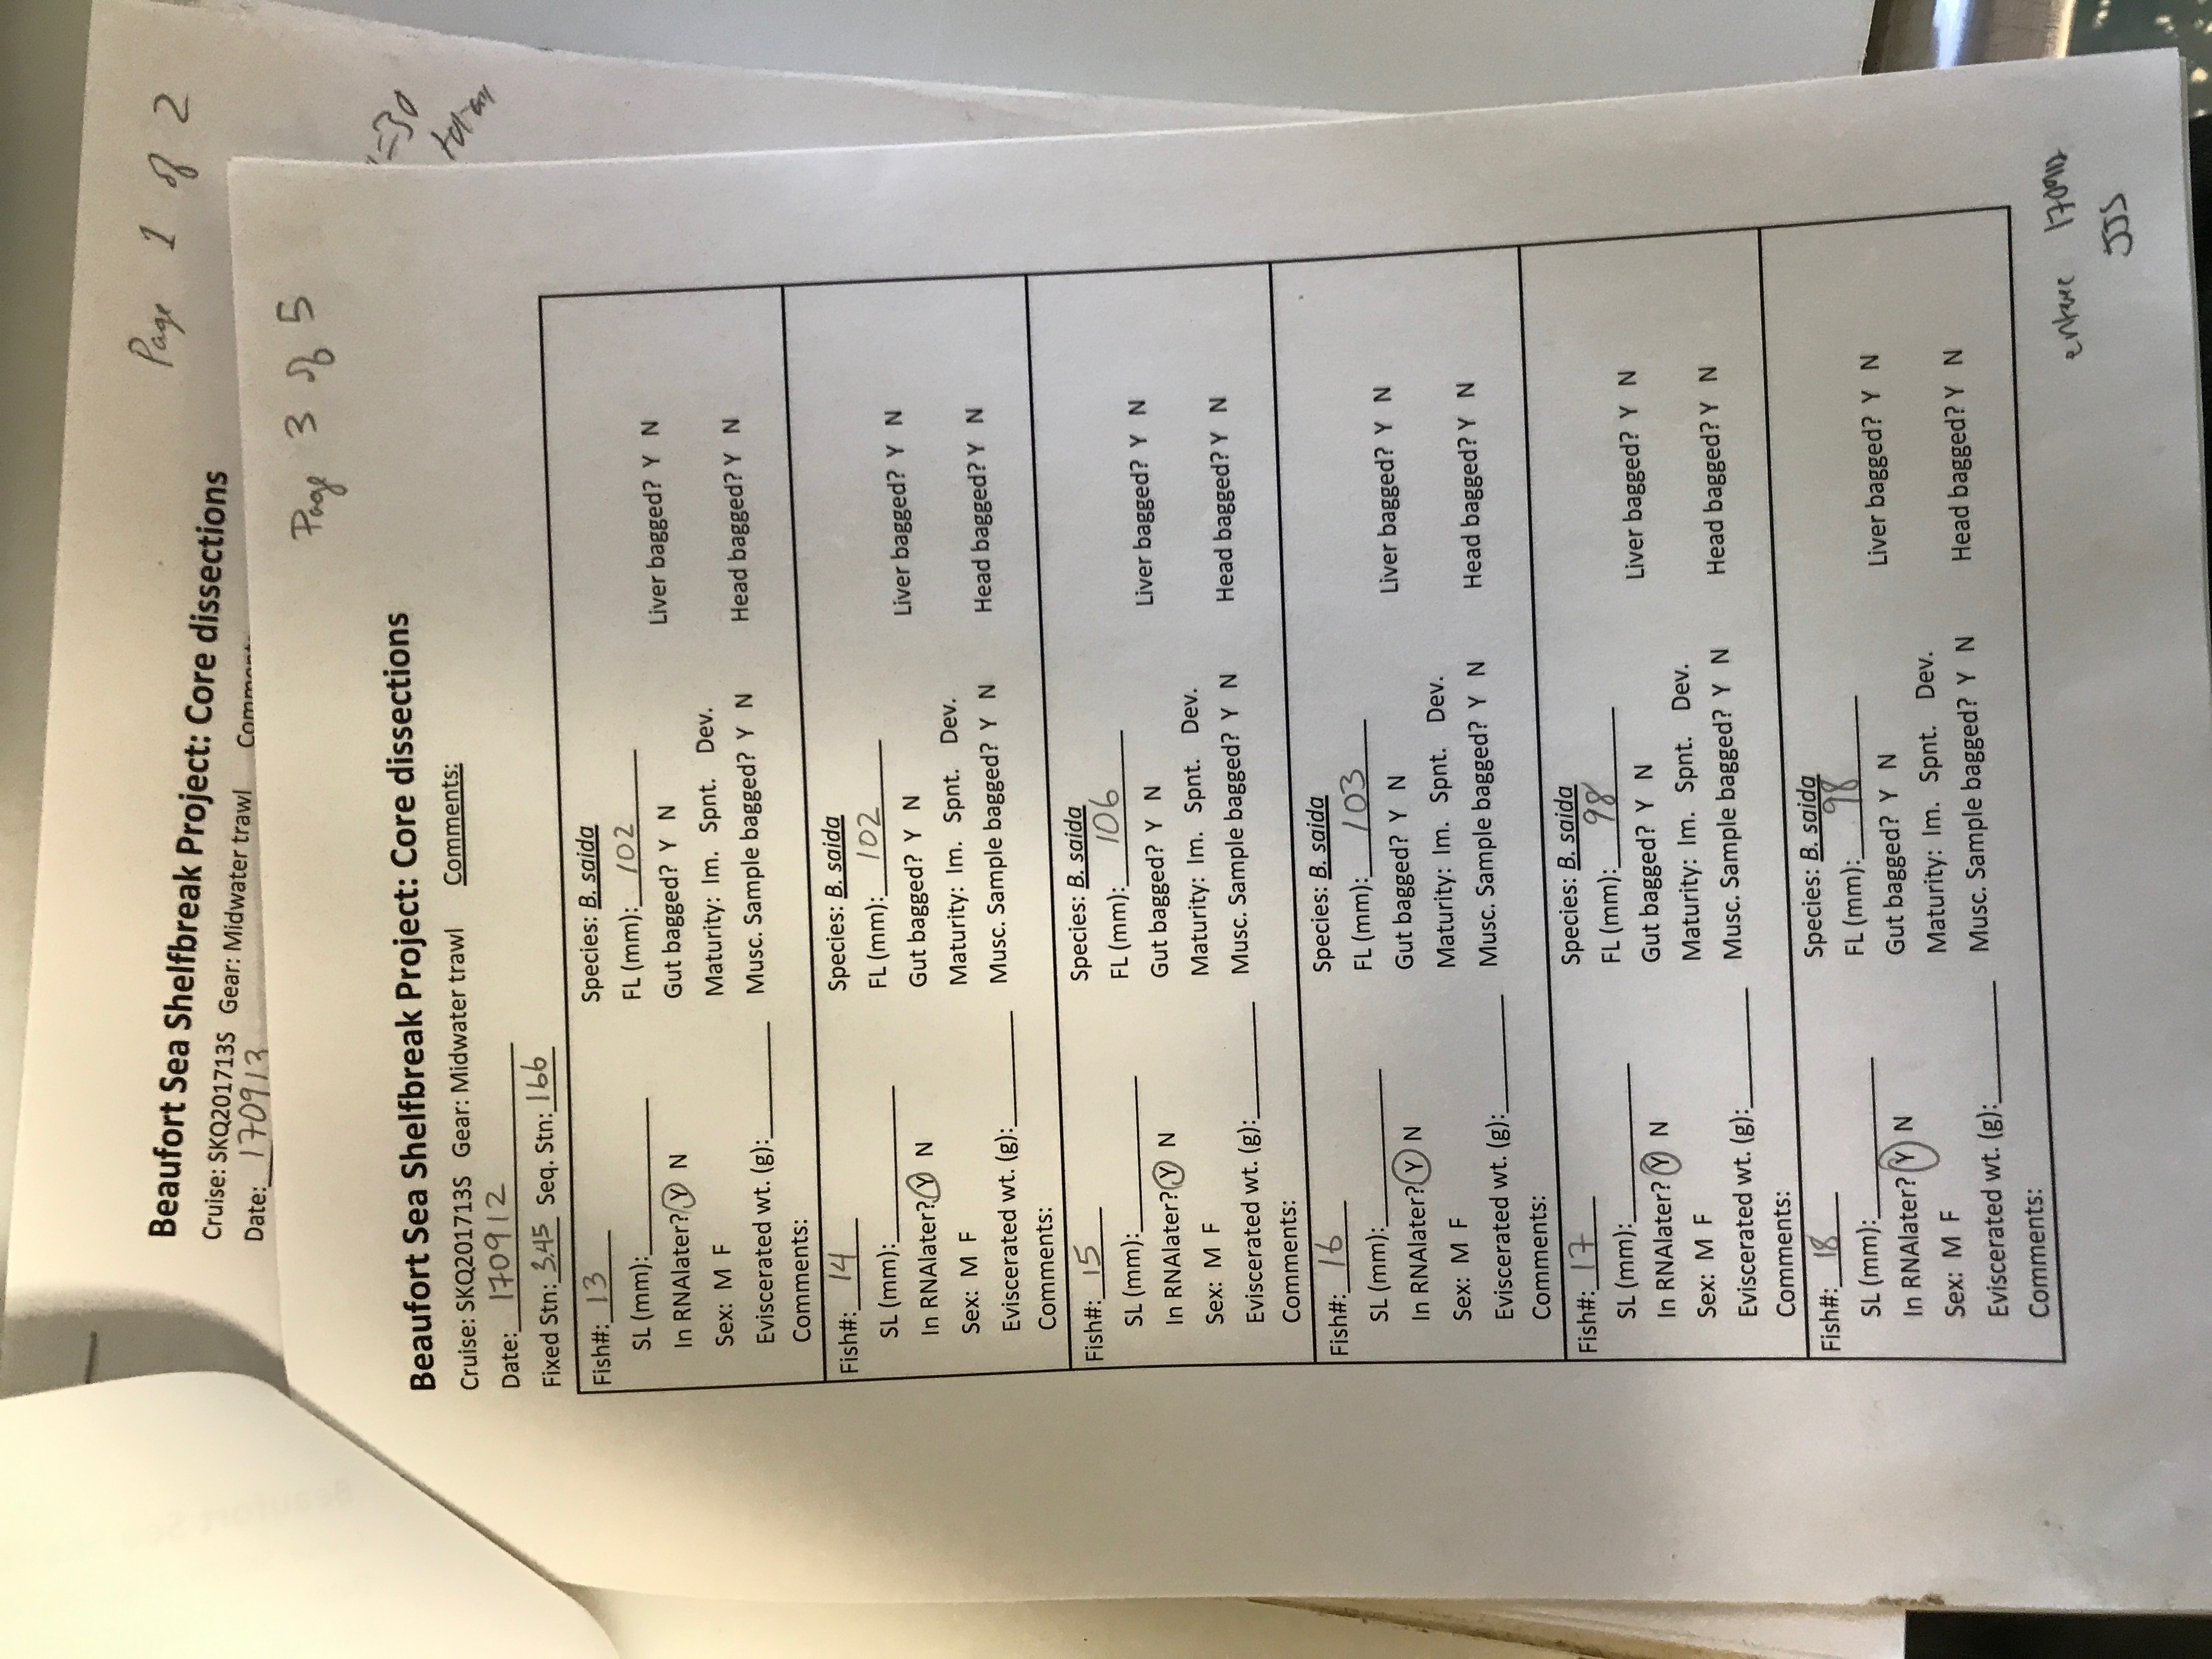 Page 1 of 2
Beaufort Sea Shelfbreak Project: Core dissections
Cruise: SKQ201713S Gear: Midwater trawl
Date: 170913
Page 3 of 5
Beaufort Sea Shelfbreak Project: Core dissections
Cruise: SKQ201713S Gear: Midwater trawl Comments:
Date: 170912
Fixed Stn: 3.45 Seq. Stn: 166
Fish#: 13 Species: B. saida
SL (mm): FL (mm): 102
In RNAlater? Y N Gut bagged? Y N Liver bagged? Y N
Sex: M F Maturity: Im. Spnt. Dev.
Eviscerated wt. (g): Musc. Sample bagged? Y N Head bagged? Y N
Comments:
Fish#: 14 Species: B. saida
SL (mm): FL (mm): 102
In RNAlater? Y N Gut bagged? Y N Liver bagged? Y N
Sex: M F Maturity: Im. Spnt. Dev.
Eviscerated wt. (g): Musc. Sample bagged? Y N Head bagged? Y N
Comments:
Fish#: 15 Species: B. saida
SL (mm): FL (mm): 106
In RNAlater? Y N Gut bagged? Y N Liver bagged? Y N
Sex: M F Maturity: Im. Spnt. Dev.
Eviscerated wt. (g): Musc. Sample bagged? Y N Head bagged? Y N
Comments:
Fish#: 16 Species: B. saida
SL (mm): FL (mm): 103
In RNAlater? Y N Gut bagged? Y N Liver bagged? Y N
Sex: M F Maturity: Im. Spnt. Dev.
Eviscerated wt. (g): Musc. Sample bagged? Y N Head bagged? Y N
Comments:
Fish#: 17 Species: B. saida
SL (mm): FL (mm): 98
In RNAlater? Y N Gut bagged? Y N Liver bagged? Y N
Sex: M F Maturity: Im. Spnt. Dev.
Eviscerated wt. (g): Musc. Sample bagged? Y N Head bagged? Y N
Comments:
Fish#: 18 Species: B. saida
SL (mm): FL (mm): 98
In RNAlater? Y N Gut bagged? Y N Liver bagged? Y N
Sex: M F Maturity: Im. Spnt. Dev.
Eviscerated wt. (g): Musc. Sample bagged? Y N Head bagged? Y N
Comments:
JJS